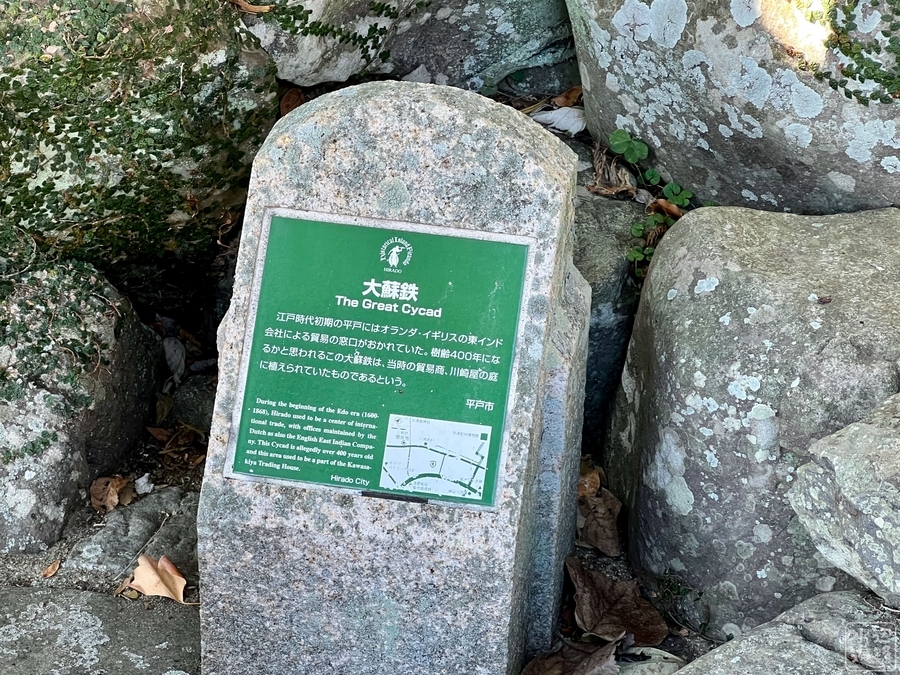 HIRADO
大蘇鉄
The Great Cycad
江戸時代初期の平戸にはオランダ・イギリスの東インド
会社による貿易の窓口がおかれていた。樹齢400年にな
るかと思われるこの大蘇鉄は、当時の貿易商、川崎屋の庭
に植えられていたものであるという。
平戸市
During the beginning of the Edo era (1600-
1868), Hirado used to be a center of interna-
tional trade, with offices maintained by the
Dutch as also the English East Indian Compa-
ny. This Cycad is allegedly over 400 years old
and this area used to be a part of the Kawasa-
kiya Trading House.
Hirado City